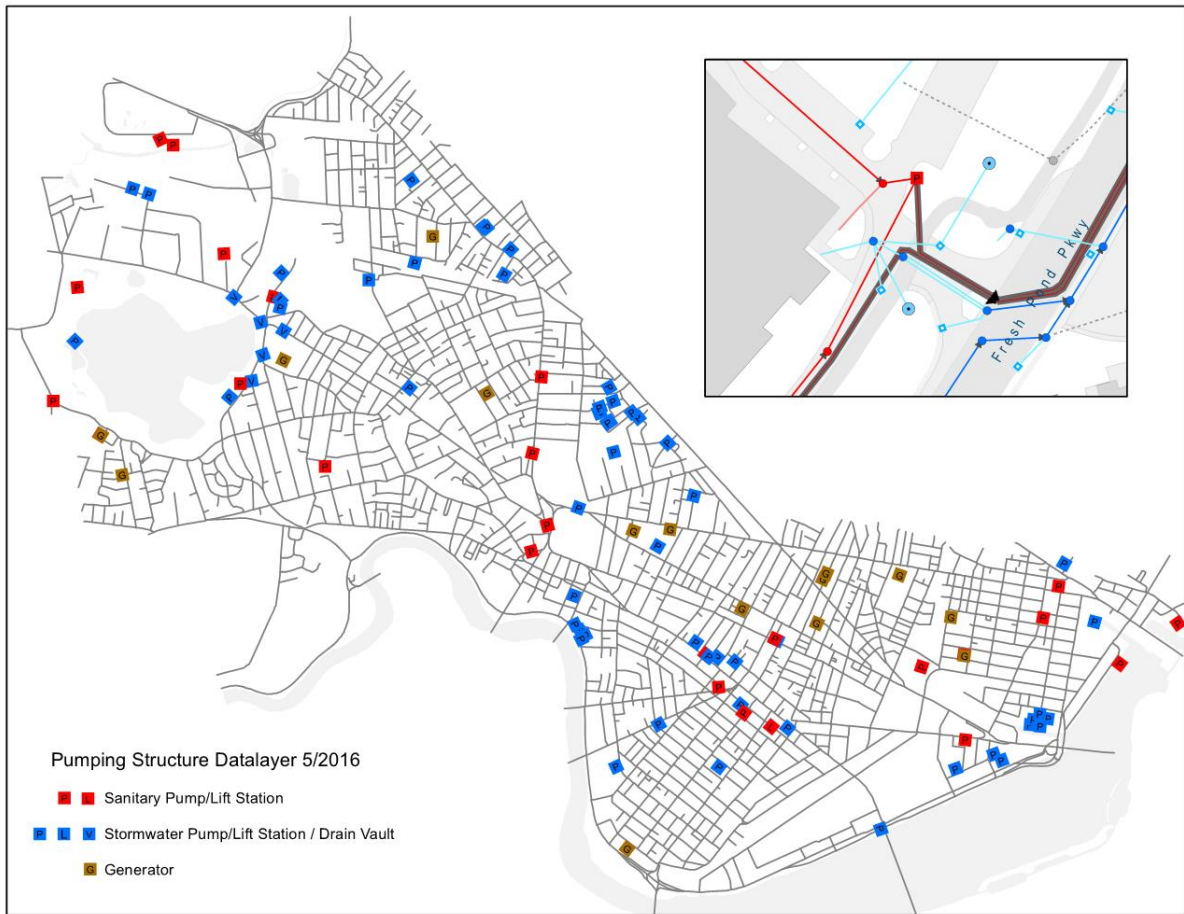 Fresh Pond Pkwy
Pumping Structure Datalayer 5/2016
P L Sanitary Pump/Lift Station
P L V Stormwater Pump/Lift Station / Drain Vault
G Generator